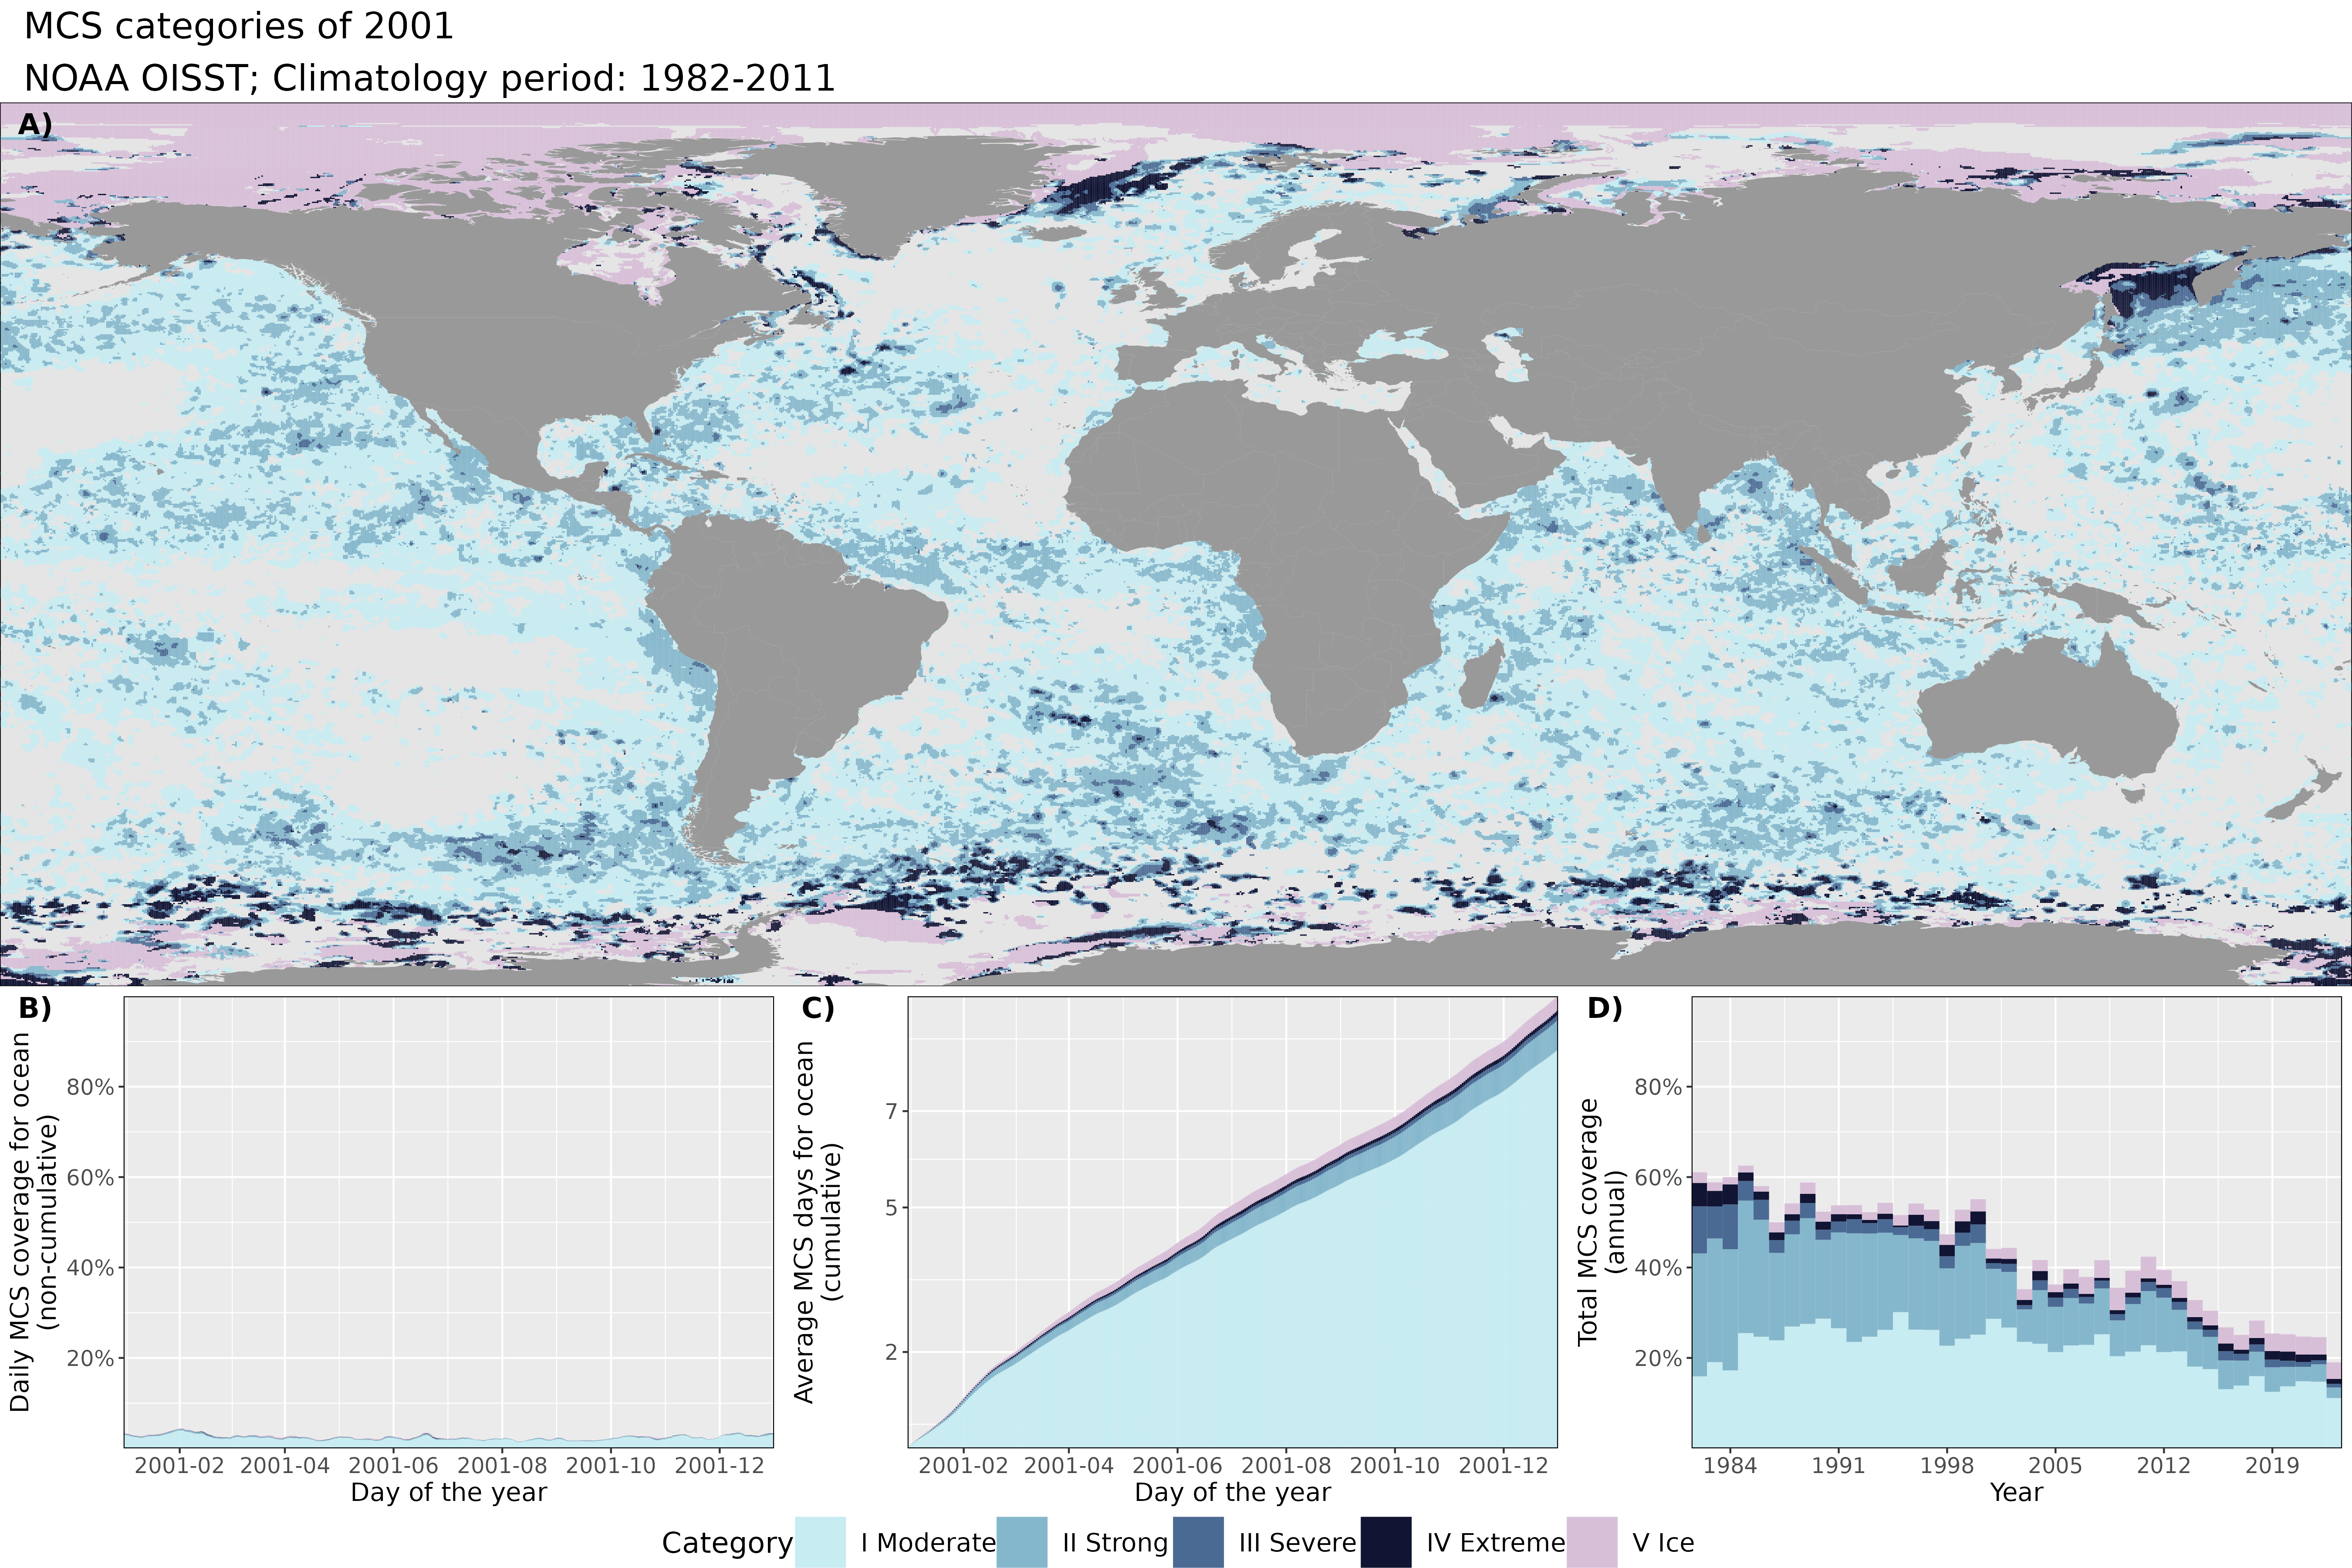 MCS categories of 2001
NOAA OISST; Climatology period: 1982-2011
A)
B)
Daily MCS coverage for ocean
(non-cumulative)
80%
60%
40%
20%
2001-02 2001-04 2001-06 2001-08 2001-10 2001-12
Day of the year
C)
Average MCS days for ocean
(cumulative)
7
5
2
2001-02 2001-04 2001-06 2001-08 2001-10 2001-12
Day of the year
D)
Total MCS coverage
(annual)
80%
60%
40%
20%
1984 1991 1998 2005 2012 2019
Year
Category I Moderate II Strong III Severe IV Extreme V Ice